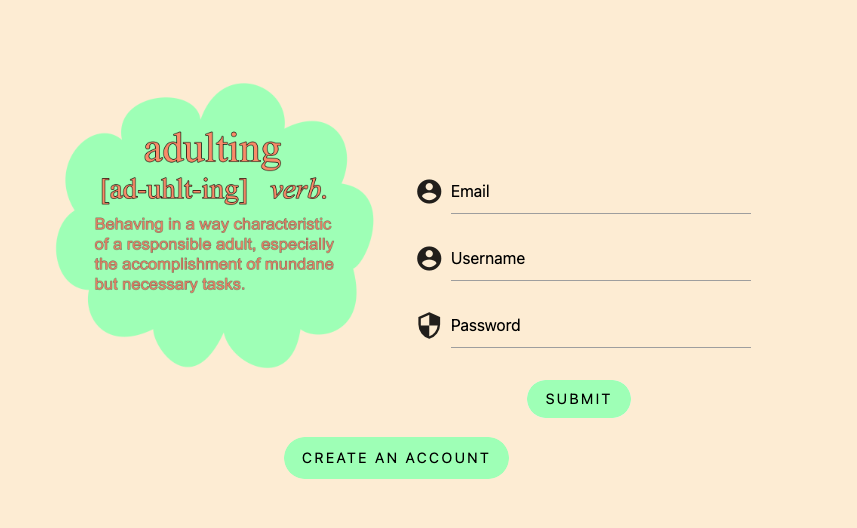 adulting
[ad-uhlt-ing] verb.
Behaving in a way characteristic
of a responsible adult, especially
the accomplishment of mundane
but necessary tasks.
Email
Username
Password
SUBMIT
CREATE AN ACCOUNT